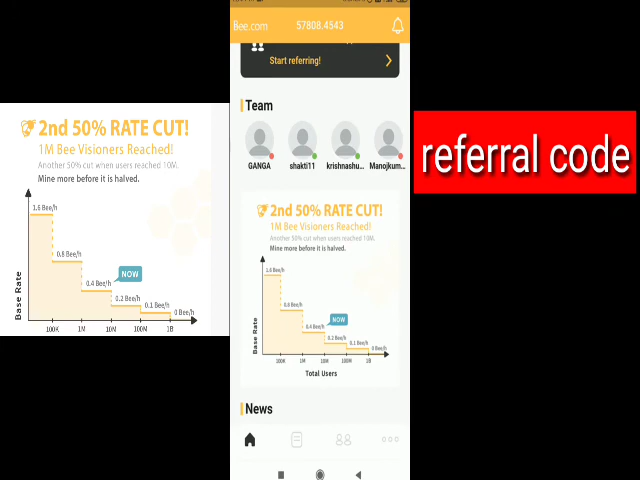 2nd 50% RATE CUT!
1M Bee Visioners Reached!
Another 50% cut when users reached 10M.
Mine more before it is halved.
1.6 Bee/h
0.8 Bee/h
0.4 Bee/h
NOW
0.2 Bee/h
0.1 Bee/h
0 Bee/h
Base Rate
100K 1M 10M 100M 1B
Bee.com 57808.4543
Start referring!
Team
GANGA shakti11 krishnashu... Manojkum...
2nd 50% RATE CUT!
1M Bee Visioners Reached!
Another 50% cut when users reached 10M.
Mine more before it is halved.
1.6 Bee/h
0.8 Bee/h
0.4 Bee/h
NOW
0.2 Bee/h
0.1 Bee/h
0 Bee/h
Base Rate
100K 1M 10M 100M 1B
Total Users
News
referral code